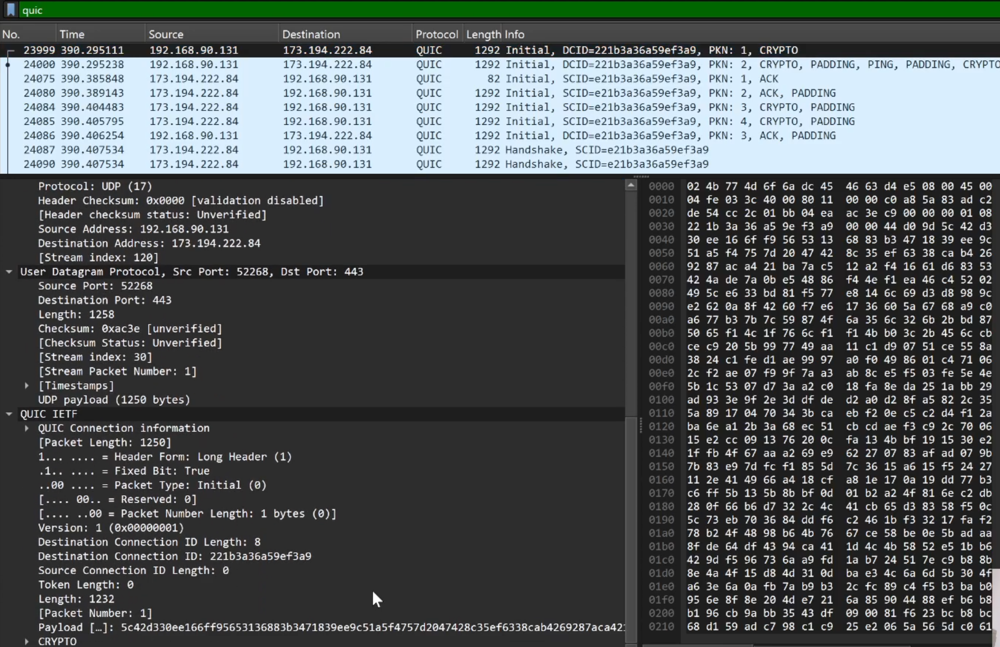 quic
No. Time Source Destination Protocol Length Info
23999 390.295111 192.168.90.131 173.194.222.84 QUIC 1292 Initial, DCID=221b3a36a59ef3a9, PKN: 1, CRYPTO
24000 390.295238 192.168.90.131 173.194.222.84 QUIC 1292 Initial, DCID=221b3a36a59ef3a9, PKN: 2, CRYPTO, PADDING, PING, PADDING, CRYPTO
24075 390.385848 173.194.222.84 192.168.90.131 QUIC 82 Initial, SCID=e21b3a36a59ef3a9, PKN: 1, ACK
24080 390.389143 173.194.222.84 192.168.90.131 QUIC 1292 Initial, SCID=e21b3a36a59ef3a9, PKN: 2, ACK, PADDING
24084 390.404483 173.194.222.84 192.168.90.131 QUIC 1292 Initial, SCID=e21b3a36a59ef3a9, PKN: 3, CRYPTO, PADDING
24085 390.405795 173.194.222.84 192.168.90.131 QUIC 1292 Initial, SCID=e21b3a36a59ef3a9, PKN: 4, CRYPTO, PADDING
24086 390.406254 192.168.90.131 173.194.222.84 QUIC 1292 Initial, DCID=e21b3a36a59ef3a9, PKN: 3, ACK, PADDING
24087 390.407534 173.194.222.84 192.168.90.131 QUIC 1292 Handshake, SCID=e21b3a36a59ef3a9
24090 390.407534 173.194.222.84 192.168.90.131 QUIC 1292 Handshake, SCID=e21b3a36a59ef3a9
Protocol: UDP (17)
Header Checksum: 0x0000 [validation disabled]
[Header checksum status: Unverified]
Source Address: 192.168.90.131
Destination Address: 173.194.222.84
[Stream index: 120]
User Datagram Protocol, Src Port: 52268, Dst Port: 443
Source Port: 52268
Destination Port: 443
Length: 1258
Checksum: 0xac3e [unverified]
[Checksum Status: Unverified]
[Stream index: 30]
[Stream Packet Number: 1]
[Timestamps]
UDP payload (1250 bytes)
QUIC IETF
QUIC Connection information
[Packet Length: 1250]
1... .... = Header Form: Long Header (1)
.1.. .... = Fixed Bit: True
..00 .... = Packet Type: Initial (0)
[.... 00.. = Reserved: 0]
[.... ..00 = Packet Number Length: 1 bytes (0)]
Version: 1 (0x00000001)
Destination Connection ID Length: 8
Destination Connection ID: 221b3a36a59ef3a9
Source Connection ID Length: 0
Token Length: 0
Length: 1232
[Packet Number: 1]
Payload […]: 5c42d330ee166ff95653136883b3471839ee9c51a5f4757d2047428c35ef6338cab4269287aca421
CRYPTO
0000 02 4b 77 4d 6f 6a dc 45 46 63 d4 e5 08 00 45 00
0010 04 fe 03 3c 40 00 80 11 00 00 c0 a8 5a 83 ad c2
0020 de 54 cc 2c 01 bb 04 ea ac 3e c9 00 00 00 01 08
0030 22 1b 3a 36 a5 9e f3 a9 00 00 44 d0 9d 5c 42 d3
0040 30 ee 16 6f f9 56 53 13 68 83 b3 47 18 39 ee 9c
0050 51 a5 f4 75 7d 20 47 42 8c 35 ef 63 38 ca b4 26
0060 92 87 ac a4 21 ba 7a c5 12 a2 f4 16 61 d6 83 53
0070 42 4a de 7a 0b e5 48 86 f4 4e f1 ea 46 c4 52 02
0080 49 5c e6 33 bd 81 f5 77 e8 14 6c 69 d3 d8 98 9c
0090 e2 62 0a 8f 42 60 f7 e6 17 36 60 5a 67 68 a9 c0
00a0 a6 77 b3 7b 7c 59 87 4f 6a 35 6c 32 6b 2b bd 87
00b0 50 65 f1 4c 1f 76 6c f1 f1 4b b0 3c 2b 45 6c cb
00c0 ce c9 20 5b 99 77 49 aa 11 c1 d9 07 51 ce 55 8a
00d0 38 24 c1 fe d1 ae 99 97 a0 f0 49 86 01 c4 71 06
00e0 2c f2 ae 07 f9 9f 7a a3 ab 8c e5 f5 03 fe 5e 4e
00f0 5b 1c 53 07 d7 3a a2 c0 18 fa 8e da 25 1a bb 29
0100 ad 93 3e 9f 2e 3d df de d2 a0 d2 8f a5 82 2c 35
0110 5a 89 17 04 70 34 3b ca eb f2 0e c5 c2 d4 f1 2a
0120 ba 6e a1 2b 3a 68 ec 51 cb cd ae f3 c9 2c 70 06
0130 15 e2 cc 09 13 76 20 0c fa 13 4b bf 19 15 30 e2
0140 1f fb 4f 67 aa a2 69 e9 62 27 07 83 af ad 07 9b
0150 7b 83 e9 7d fc f1 85 5d 7c 36 15 a6 15 f5 24 27
0160 11 2e 41 49 66 a4 18 cf a8 1e 17 0a 19 dd 77 b3
0170 c6 ff 5b 13 5b 8b bf 0d 01 b2 a2 4f 81 6e c2 db
0180 28 0f 66 b6 d7 32 2c 4c 41 cb 65 d3 83 58 f5 0c
0190 5c 73 eb 70 36 84 dd f6 c2 46 1b f3 32 17 fa f2
01a0 78 b2 4f 48 98 b6 4b 76 67 ce 58 be 0e 5b ad aa
01b0 8f de 64 df 43 94 ca 41 1d 4c 4b 58 52 e5 1b b6
01c0 42 9d f5 96 73 6a a9 fd 1a b7 24 51 7e c9 b8 8b
01d0 8e 4a 4f 15 d8 4d 31 0d ba e3 4c 6a 6d 5b 30 4f
01e0 a6 3e 6a 0a fb 7a b9 b3 2c fc 89 c4 f5 b3 ba b0
01f0 95 6e 8f 8e 20 4d e7 21 6a 85 90 44 88 ef b6 b8
0200 b1 96 cb 9a bb 35 43 df 09 00 81 f6 23 bc b8 bc
0210 68 d1 59 ad c7 98 c1 c9 25 e2 06 5a 56 5d c0 61